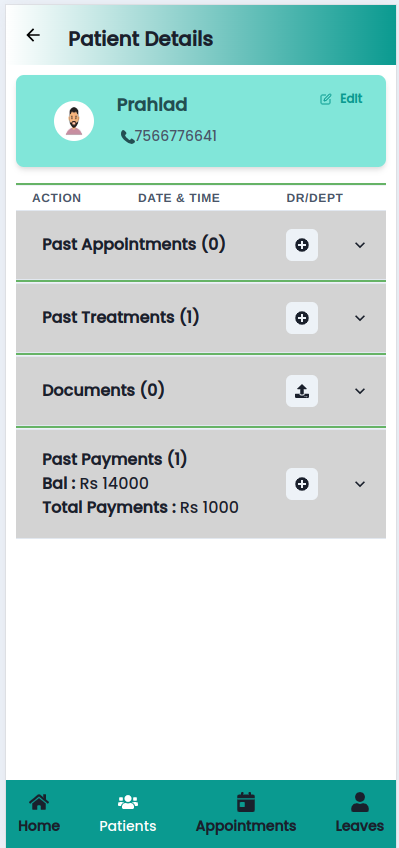 Patient Details
Prahlad
Edit
7566776641
ACTION DATE & TIME DR/DEPT
Past Appointments (0)
Past Treatments (1)
Documents (0)
Past Payments (1)
Bal : Rs 14000
Total Payments : Rs 1000
Home Patients Appointments Leaves